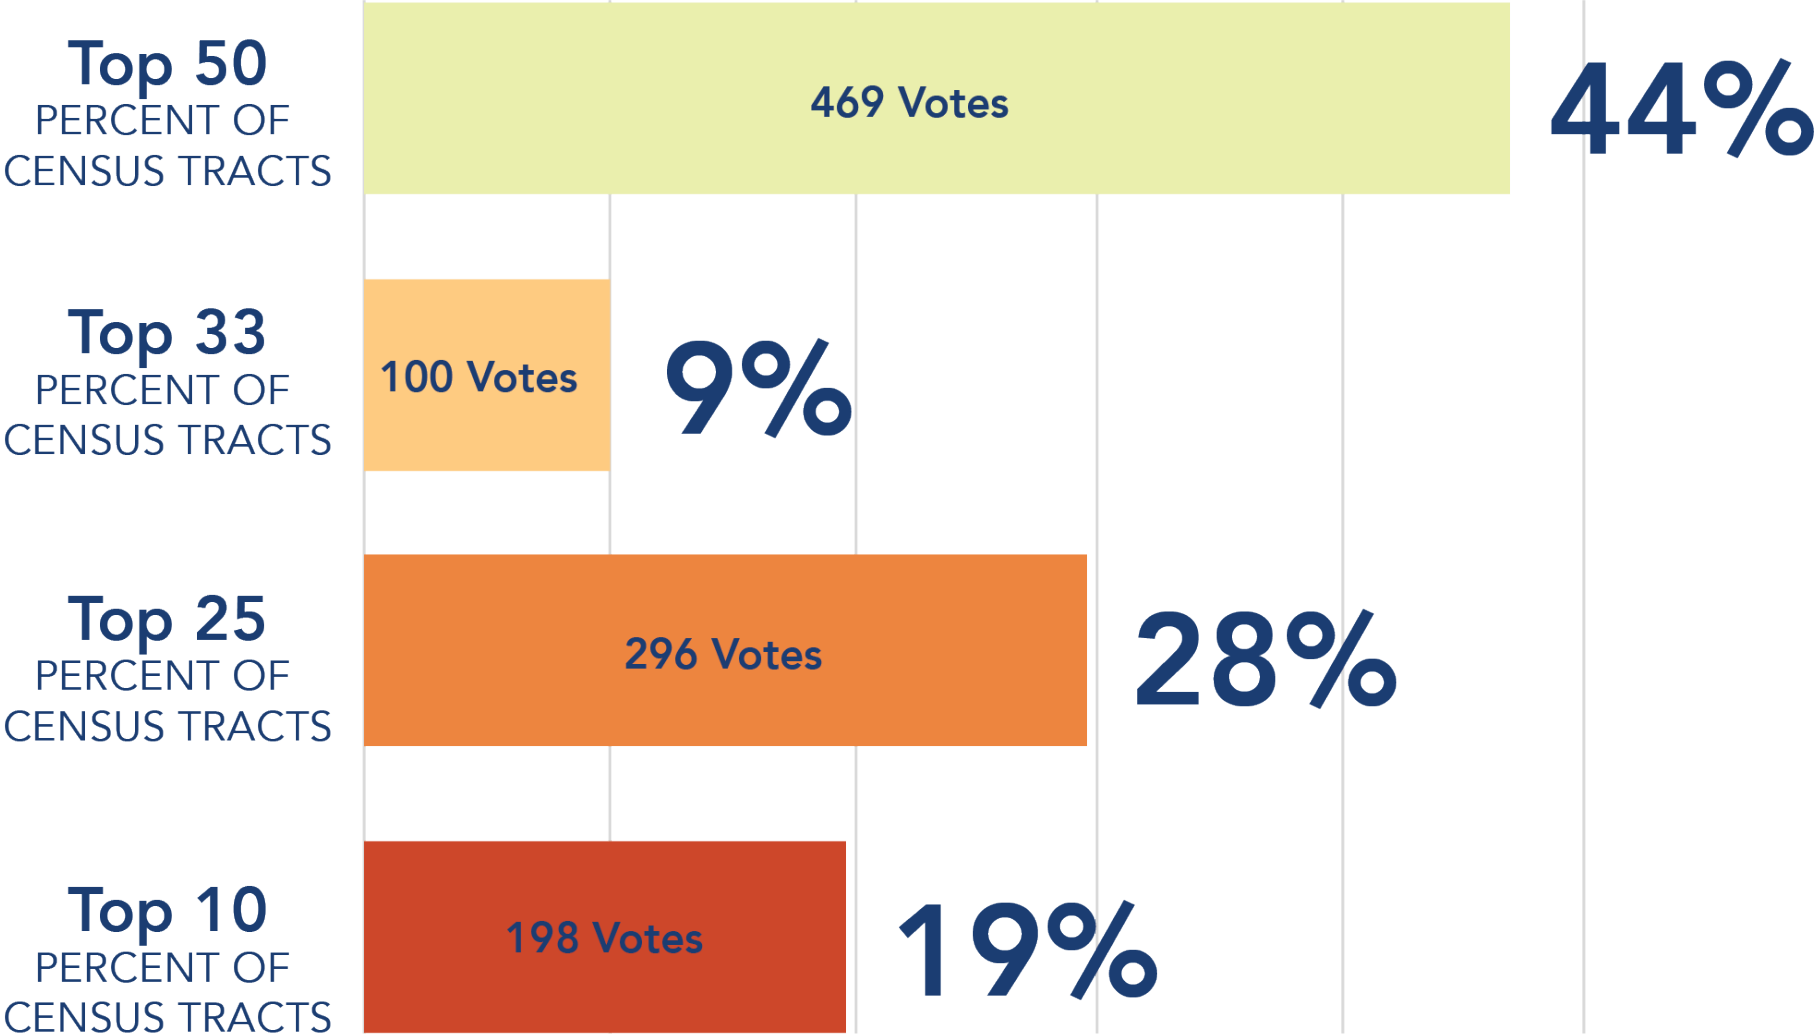 Top 50
PERCENT OF
CENSUS TRACTS
469 Votes
44%
Top 33
PERCENT OF
CENSUS TRACTS
100 Votes
9%
Top 25
PERCENT OF
CENSUS TRACTS
296 Votes
28%
Top 10
PERCENT OF
CENSUS TRACTS
198 Votes
19%